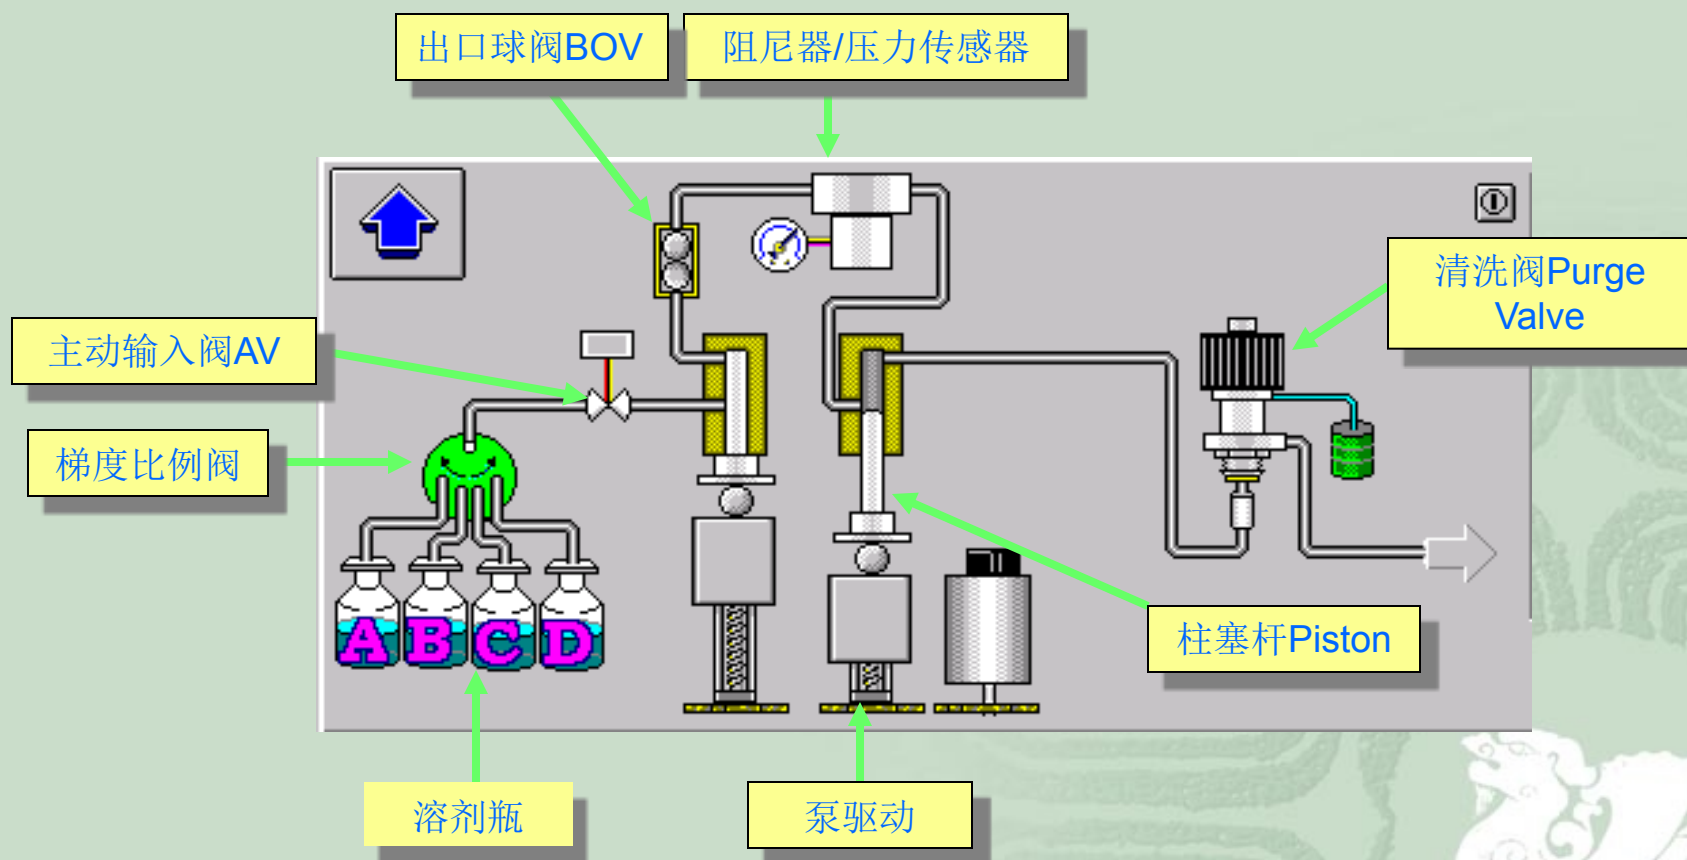 出口球阀BOV
阻尼器/压力传感器
清洗阀Purge
Valve
主动输入阀AV
梯度比例阀
A B C D
柱塞杆Piston
溶剂瓶
泵驱动